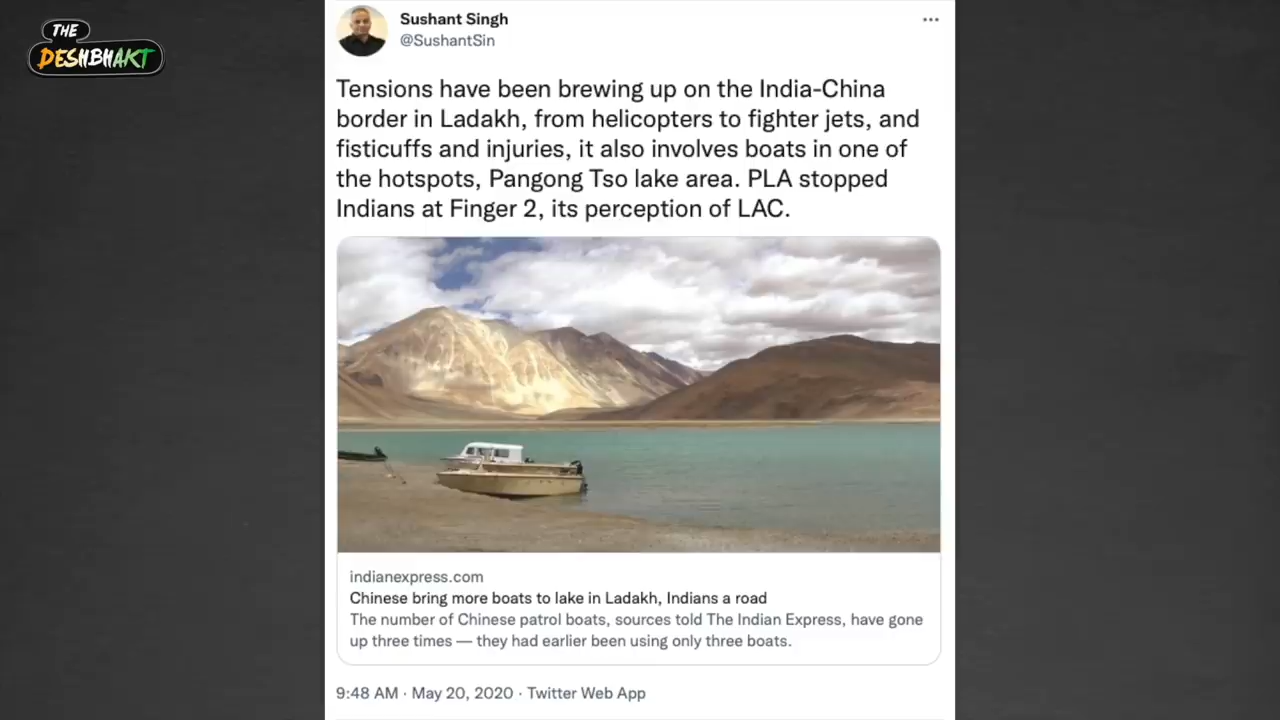 THE
DESHBHAKT
Sushant Singh
@SushantSin
Tensions have been brewing up on the India-China
border in Ladakh, from helicopters to fighter jets, and
fisticuffs and injuries, it also involves boats in one of
the hotspots, Pangong Tso lake area. PLA stopped
Indians at Finger 2, its perception of LAC.
indianexpress.com
Chinese bring more boats to lake in Ladakh, Indians a road
The number of Chinese patrol boats, sources told The Indian Express, have gone
up three times — they had earlier been using only three boats.
9:48 AM · May 20, 2020 · Twitter Web App